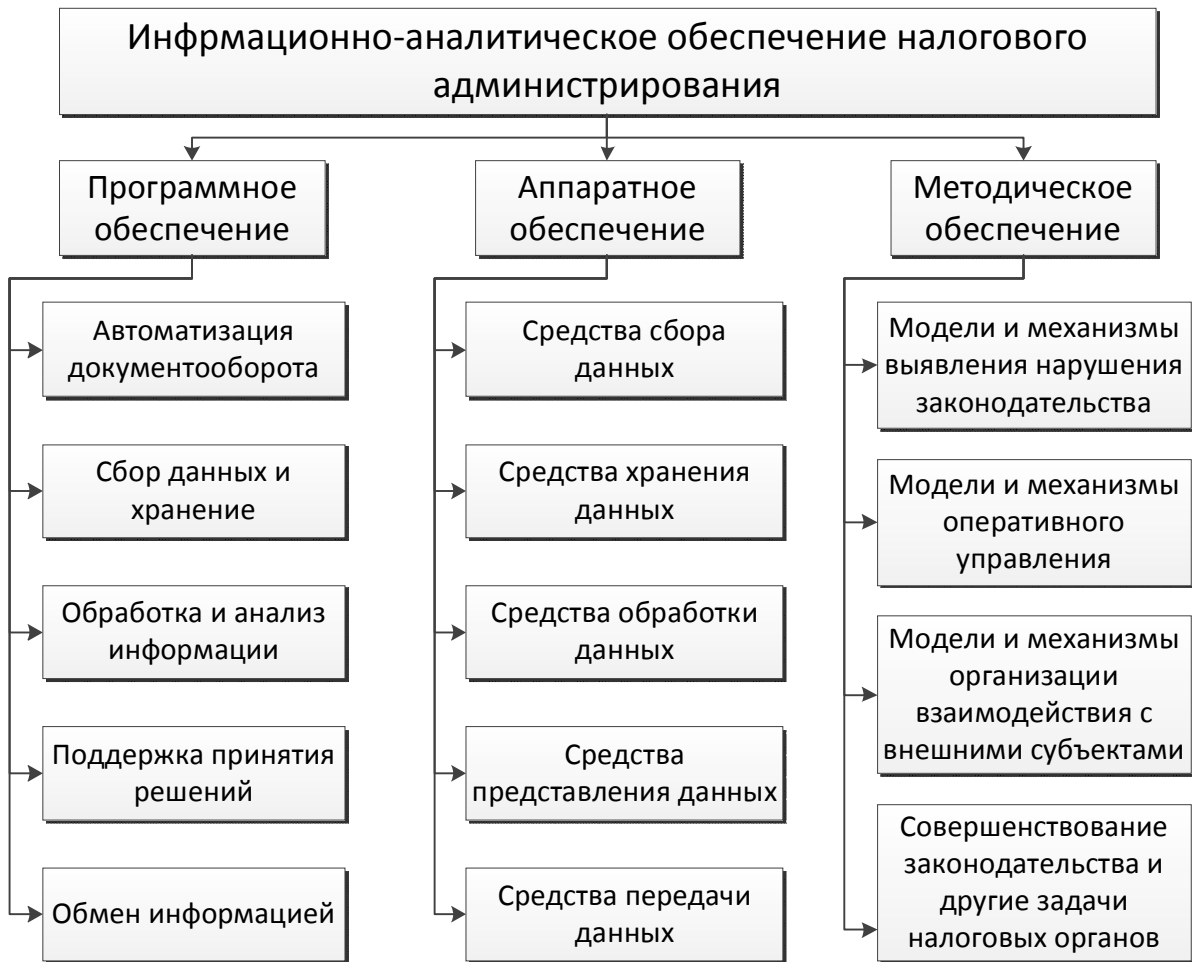 Инфрмационно-аналитическое обеспечение налогового
администрирования
Программное
обеспечение
Аппаратное
обеспечение
Методическое
обеспечение
Автоматизация
документооборота
Сбор данных и
хранение
Обработка и анализ
информации
Поддержка принятия
решений
Обмен информацией
Средства сбора
данных
Средства хранения
данных
Средства обработки
данных
Средства
представления данных
Средства передачи
данных
Модели и механизмы
выявления нарушения
законодательства
Модели и механизмы
оперативного
управления
Модели и механизмы
организации
взаимодействия с
внешними субъектами
Совершенствование
законодательства и
другие задачи
налоговых органов